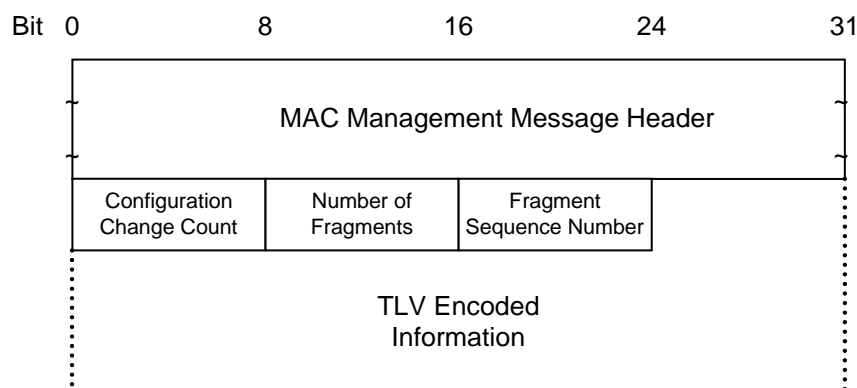 Bit 0 8 16 24 31
~ ~
MAC Management Message Header
~ ~
Configuration Number of Fragment
Change Count Fragments Sequence Number
TLV Encoded
Information